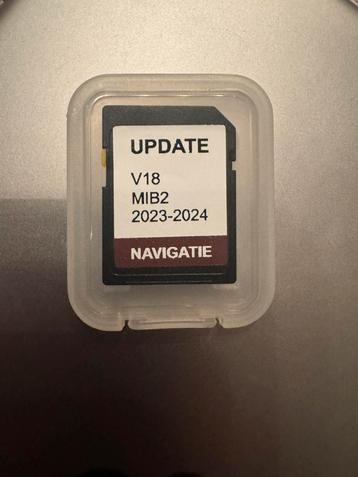 UPDATE
V18
MIB2
2023-2024
NAVIGATIE